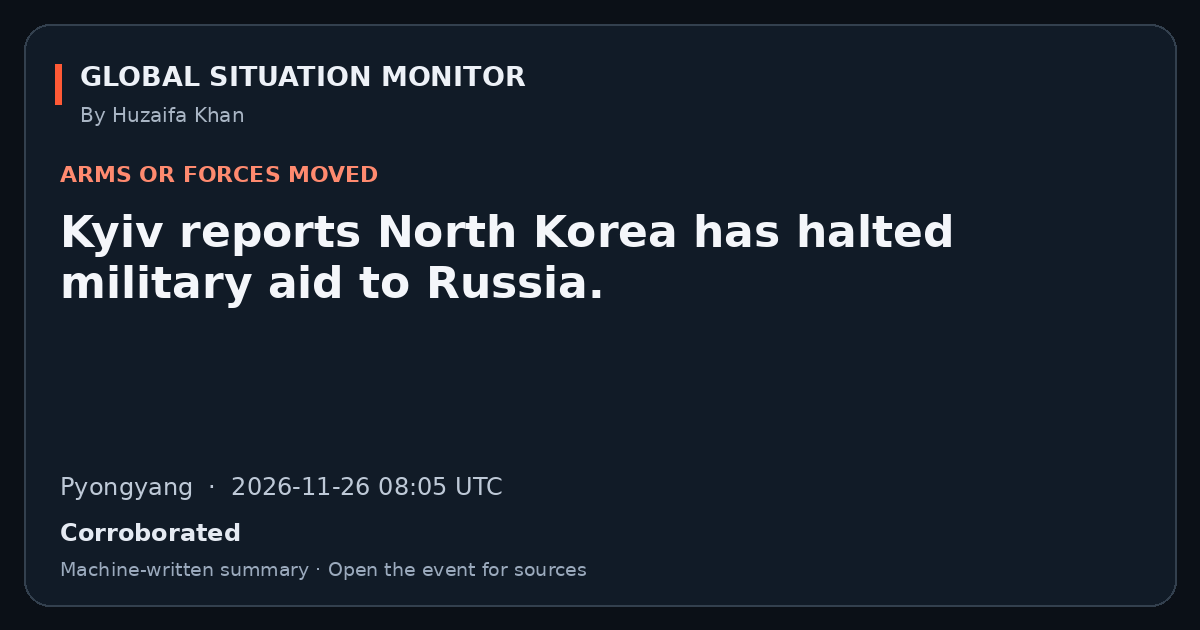 GLOBAL SITUATION MONITOR
By Huzaifa Khan
ARMS OR FORCES MOVED
Kyiv reports North Korea has halted
military aid to Russia.
Pyongyang · 2026-11-26 08:05 UTC
Corroborated
Machine-written summary · Open the event for sources